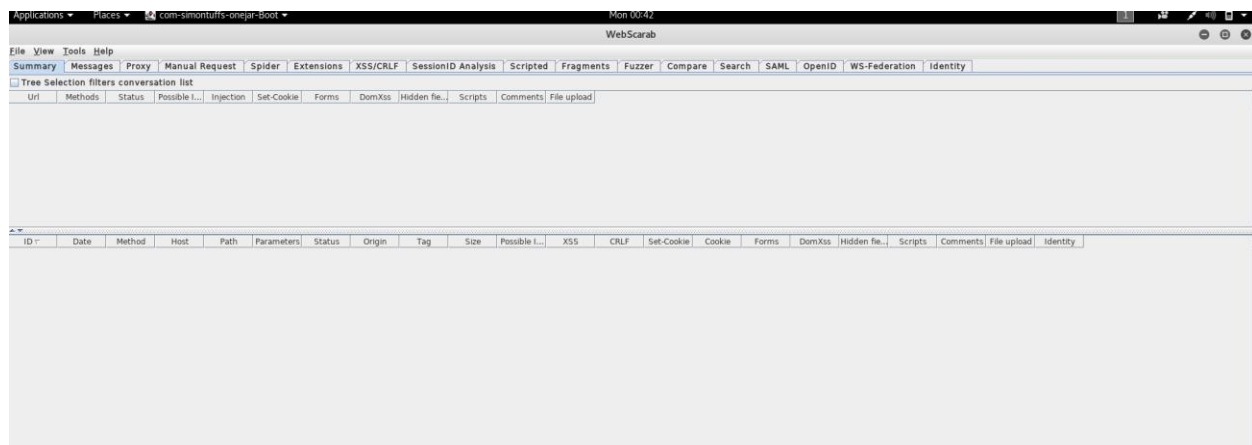 Applications Places com-simontuffs-onejar-Boot Mon 00:42 1
WebScarab
File View Tools Help
Summary Messages Proxy Manual Request Spider Extensions XSS/CRLF SessionID Analysis Scripted Fragments Fuzzer Compare Search SAML OpenID WS-Federation Identity
Tree Selection filters conversation list
Url Methods Status Possible I... Injection Set-Cookie Forms DomXss Hidden fie... Scripts Comments File upload
ID Date Method Host Path Parameters Status Origin Tag Size Possible I... XSS CRLF Set-Cookie Cookie Forms DomXss Hidden fie... Scripts Comments File upload Identity